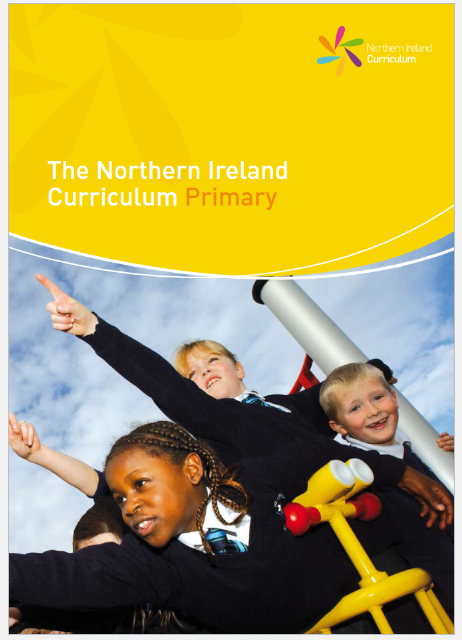 Northern Ireland
Curriculum
The Northern Ireland
Curriculum Primary